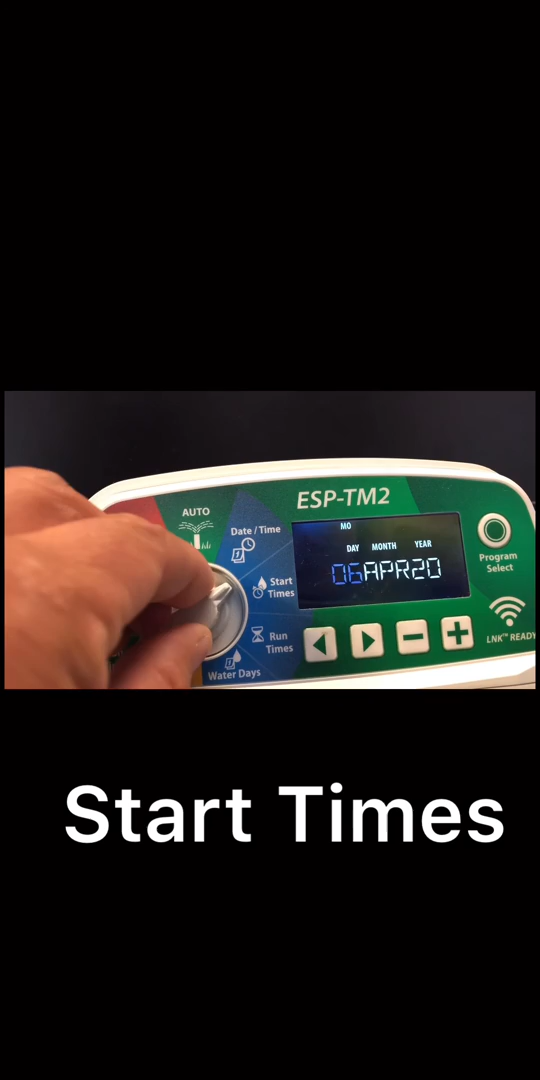 ESP-TM2
AUTO
MO
Date / Time
DAY MONTH YEAR
06APR20
Program
Select
Start
Times
Run
Times
LNK™ READY
Water Days
Start Times